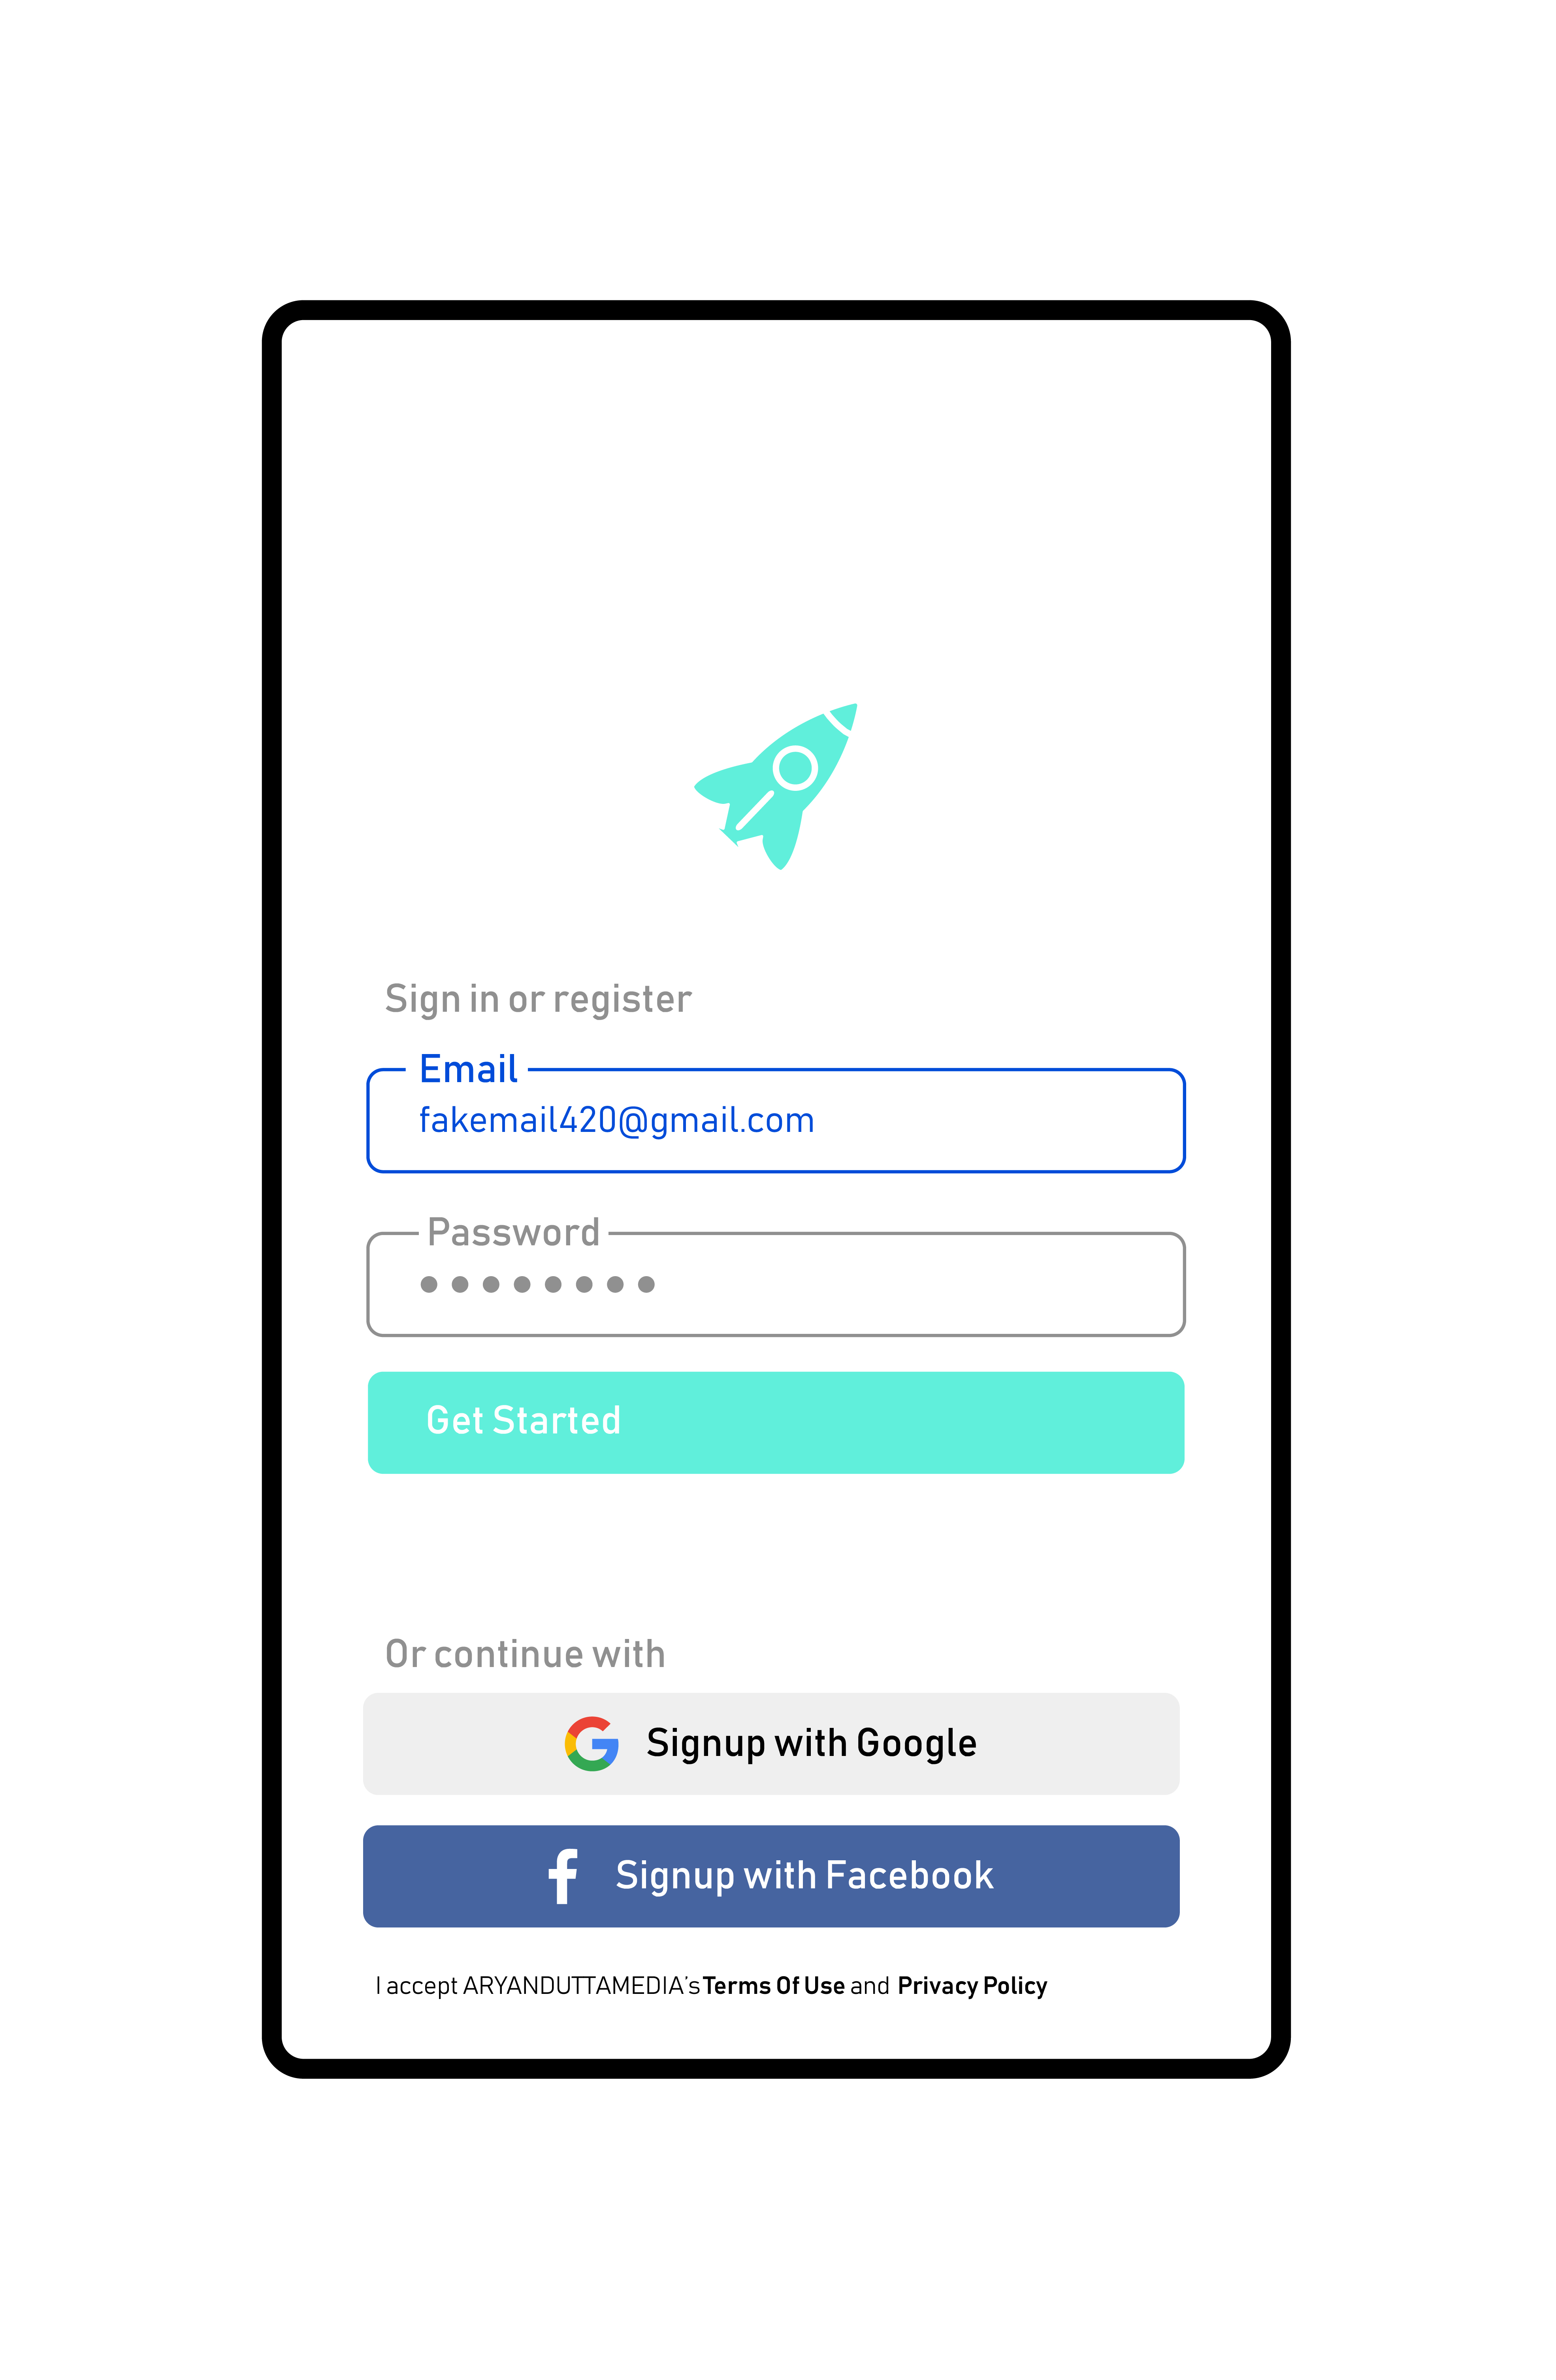 Sign in or register
Email
fakemail420@gmail.com
Password
Get Started
Or continue with
Signup with Google
Signup with Facebook
I accept ARYANDUTTAMEDIA's Terms Of Use and Privacy Policy